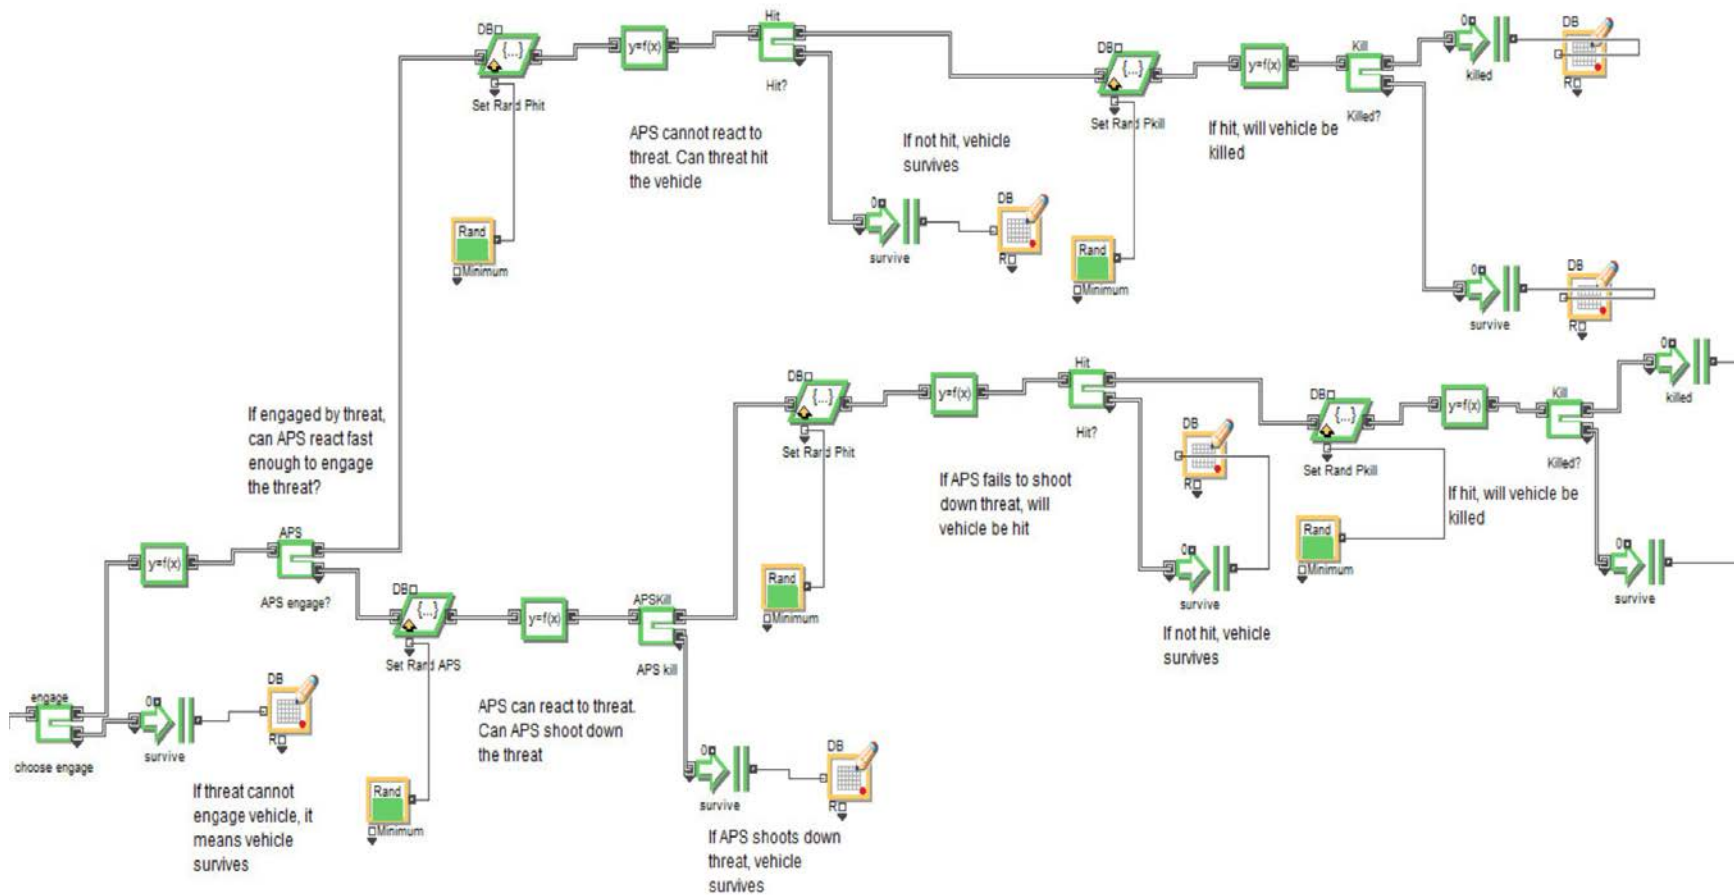 Hit
DB
{...}
y=f(x)
Set Rand Phit
Hit?
DB
{...}
y=f(x)
Set Rand Pkill
Kill
Killed?
0
killed
DB
R
APS cannot react to
threat. Can threat hit
the vehicle
If not hit, vehicle
survives
If hit, will vehicle be
killed
Rand
Minimum
0
survive
DB
R
Rand
Minimum
0
survive
DB
R
If engaged by threat,
can APS react fast
enough to engage
the threat?
DB
{...}
Set Rand Phit
y=f(x)
Hit
Hit?
DB
{...}
Set Rand Pkill
y=f(x)
Kill
Killed?
0
killed
If APS fails to shoot
down threat, will
vehicle be hit
DB
R
If hit, will vehicle be
killed
Rand
Minimum
0
survive
If not hit, vehicle
survives
Rand
Minimum
0
survive
y=f(x)
APS
APS engage?
DB
{...}
Set Rand APS
y=f(x)
APSKill
APS kill
engage
choose engage
0
survive
DB
R
If threat cannot
engage vehicle, it
means vehicle
survives
Rand
Minimum
APS can react to threat.
Can APS shoot down
the threat
0
survive
DB
R
If APS shoots down
threat, vehicle
survives